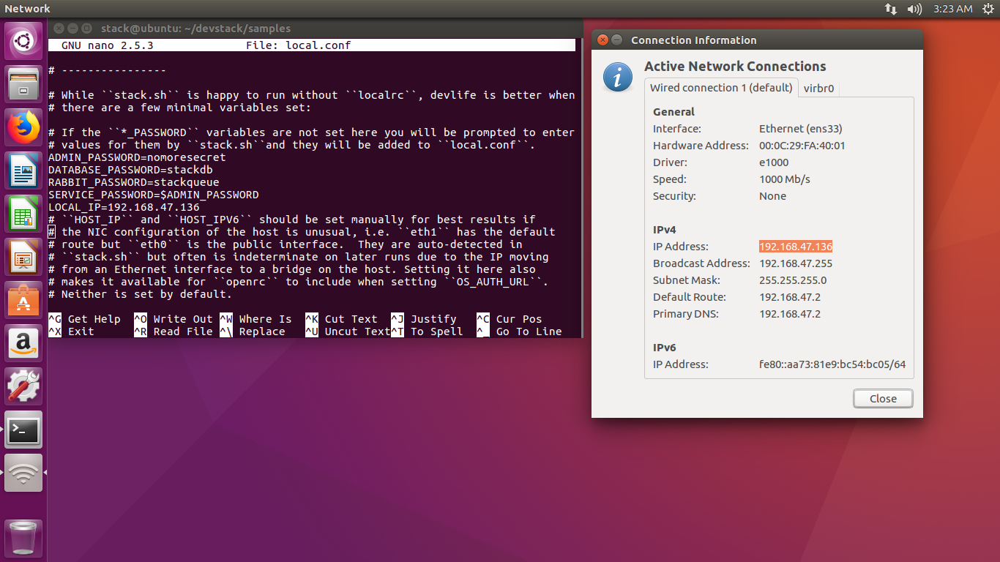 Network
3:23 AM
stack@ubuntu: ~/devstack/samples
GNU nano 2.5.3 File: local.conf
# ----------------
# While ``stack.sh`` is happy to run without ``localrc``, devlife is better when
# there are a few minimal variables set:
# If the ``*_PASSWORD`` variables are not set here you will be prompted to enter
# values for them by ``stack.sh``and they will be added to ``local.conf``.
ADMIN_PASSWORD=nomoresecret
DATABASE_PASSWORD=stackdb
RABBIT_PASSWORD=stackqueue
SERVICE_PASSWORD=$ADMIN_PASSWORD
LOCAL_IP=192.168.47.136
# ``HOST_IP`` and ``HOST_IPV6`` should be set manually for best results if
# the NIC configuration of the host is unusual, i.e. ``eth1`` has the default
# route but ``eth0`` is the public interface.  They are auto-detected in
# ``stack.sh`` but often is indeterminate on later runs due to the IP moving
# from an Ethernet interface to a bridge on the host. Setting it here also
# makes it available for ``openrc`` to include when setting ``OS_AUTH_URL``.
# Neither is set by default.
^G Get Help ^O Write Out ^W Where Is ^K Cut Text ^J Justify ^C Cur Pos
^X Exit ^R Read File ^\ Replace ^U Uncut Text ^T To Spell ^_ Go To Line
Connection Information
Active Network Connections
Wired connection 1 (default) virbr0
General
Interface: Ethernet (ens33)
Hardware Address: 00:0C:29:FA:40:01
Driver: e1000
Speed: 1000 Mb/s
Security: None
IPv4
IP Address: 192.168.47.136
Broadcast Address: 192.168.47.255
Subnet Mask: 255.255.255.0
Default Route: 192.168.47.2
Primary DNS: 192.168.47.2
IPv6
IP Address: fe80::aa73:81e9:bc54:bc05/64
Close